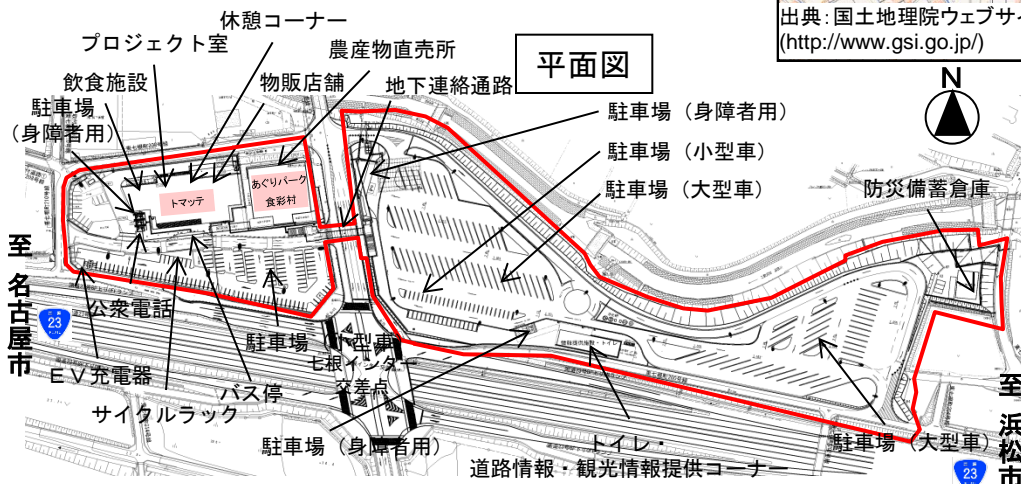 出典：国土地理院ウェブサイ
(http://www.gsi.go.jp/)
平面図
N
休憩コーナー
プロジェクト室
農産物直売所
飲食施設
物販店舗
地下連絡通路
駐車場
（身障者用）
駐車場（身障者用）
駐車場（小型車）
駐車場（大型車）
防災備蓄倉庫
トマッテ
あぐりパーク
食彩村
至 名古屋市
23
公衆電話
駐車場（小型車）
七根インター
交差点
ＥＶ充電器
バス停
サイクルラック
駐車場（身障者用）
トイレ・
道路情報・観光情報提供コーナー
駐車場（大型車）
至 浜松市
23